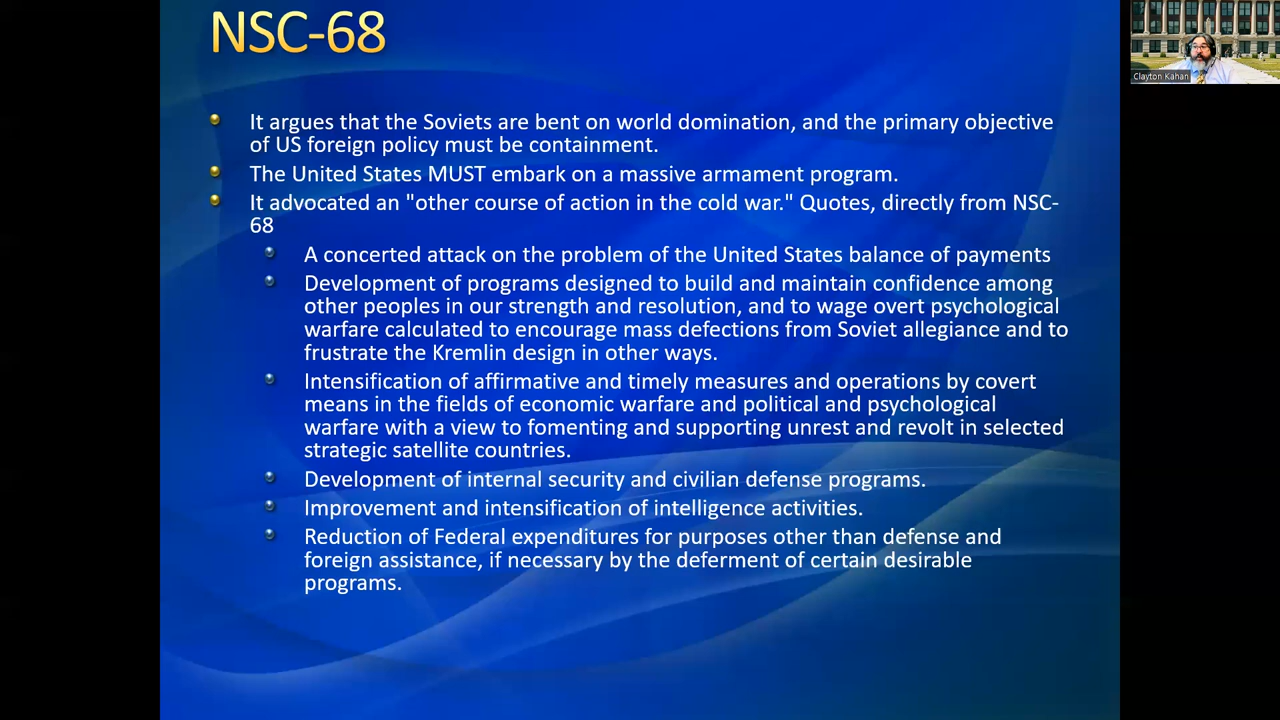 NSC-68
Clayton Kahan
It argues that the Soviets are bent on world domination, and the primary objective
of US foreign policy must be containment.
The United States MUST embark on a massive armament program.
It advocated an "other course of action in the cold war." Quotes, directly from NSC-
68
A concerted attack on the problem of the United States balance of payments
Development of programs designed to build and maintain confidence among
other peoples in our strength and resolution, and to wage overt psychological
warfare calculated to encourage mass defections from Soviet allegiance and to
frustrate the Kremlin design in other ways.
Intensification of affirmative and timely measures and operations by covert
means in the fields of economic warfare and political and psychological
warfare with a view to fomenting and supporting unrest and revolt in selected
strategic satellite countries.
Development of internal security and civilian defense programs.
Improvement and intensification of intelligence activities.
Reduction of Federal expenditures for purposes other than defense and
foreign assistance, if necessary by the deferment of certain desirable
programs.